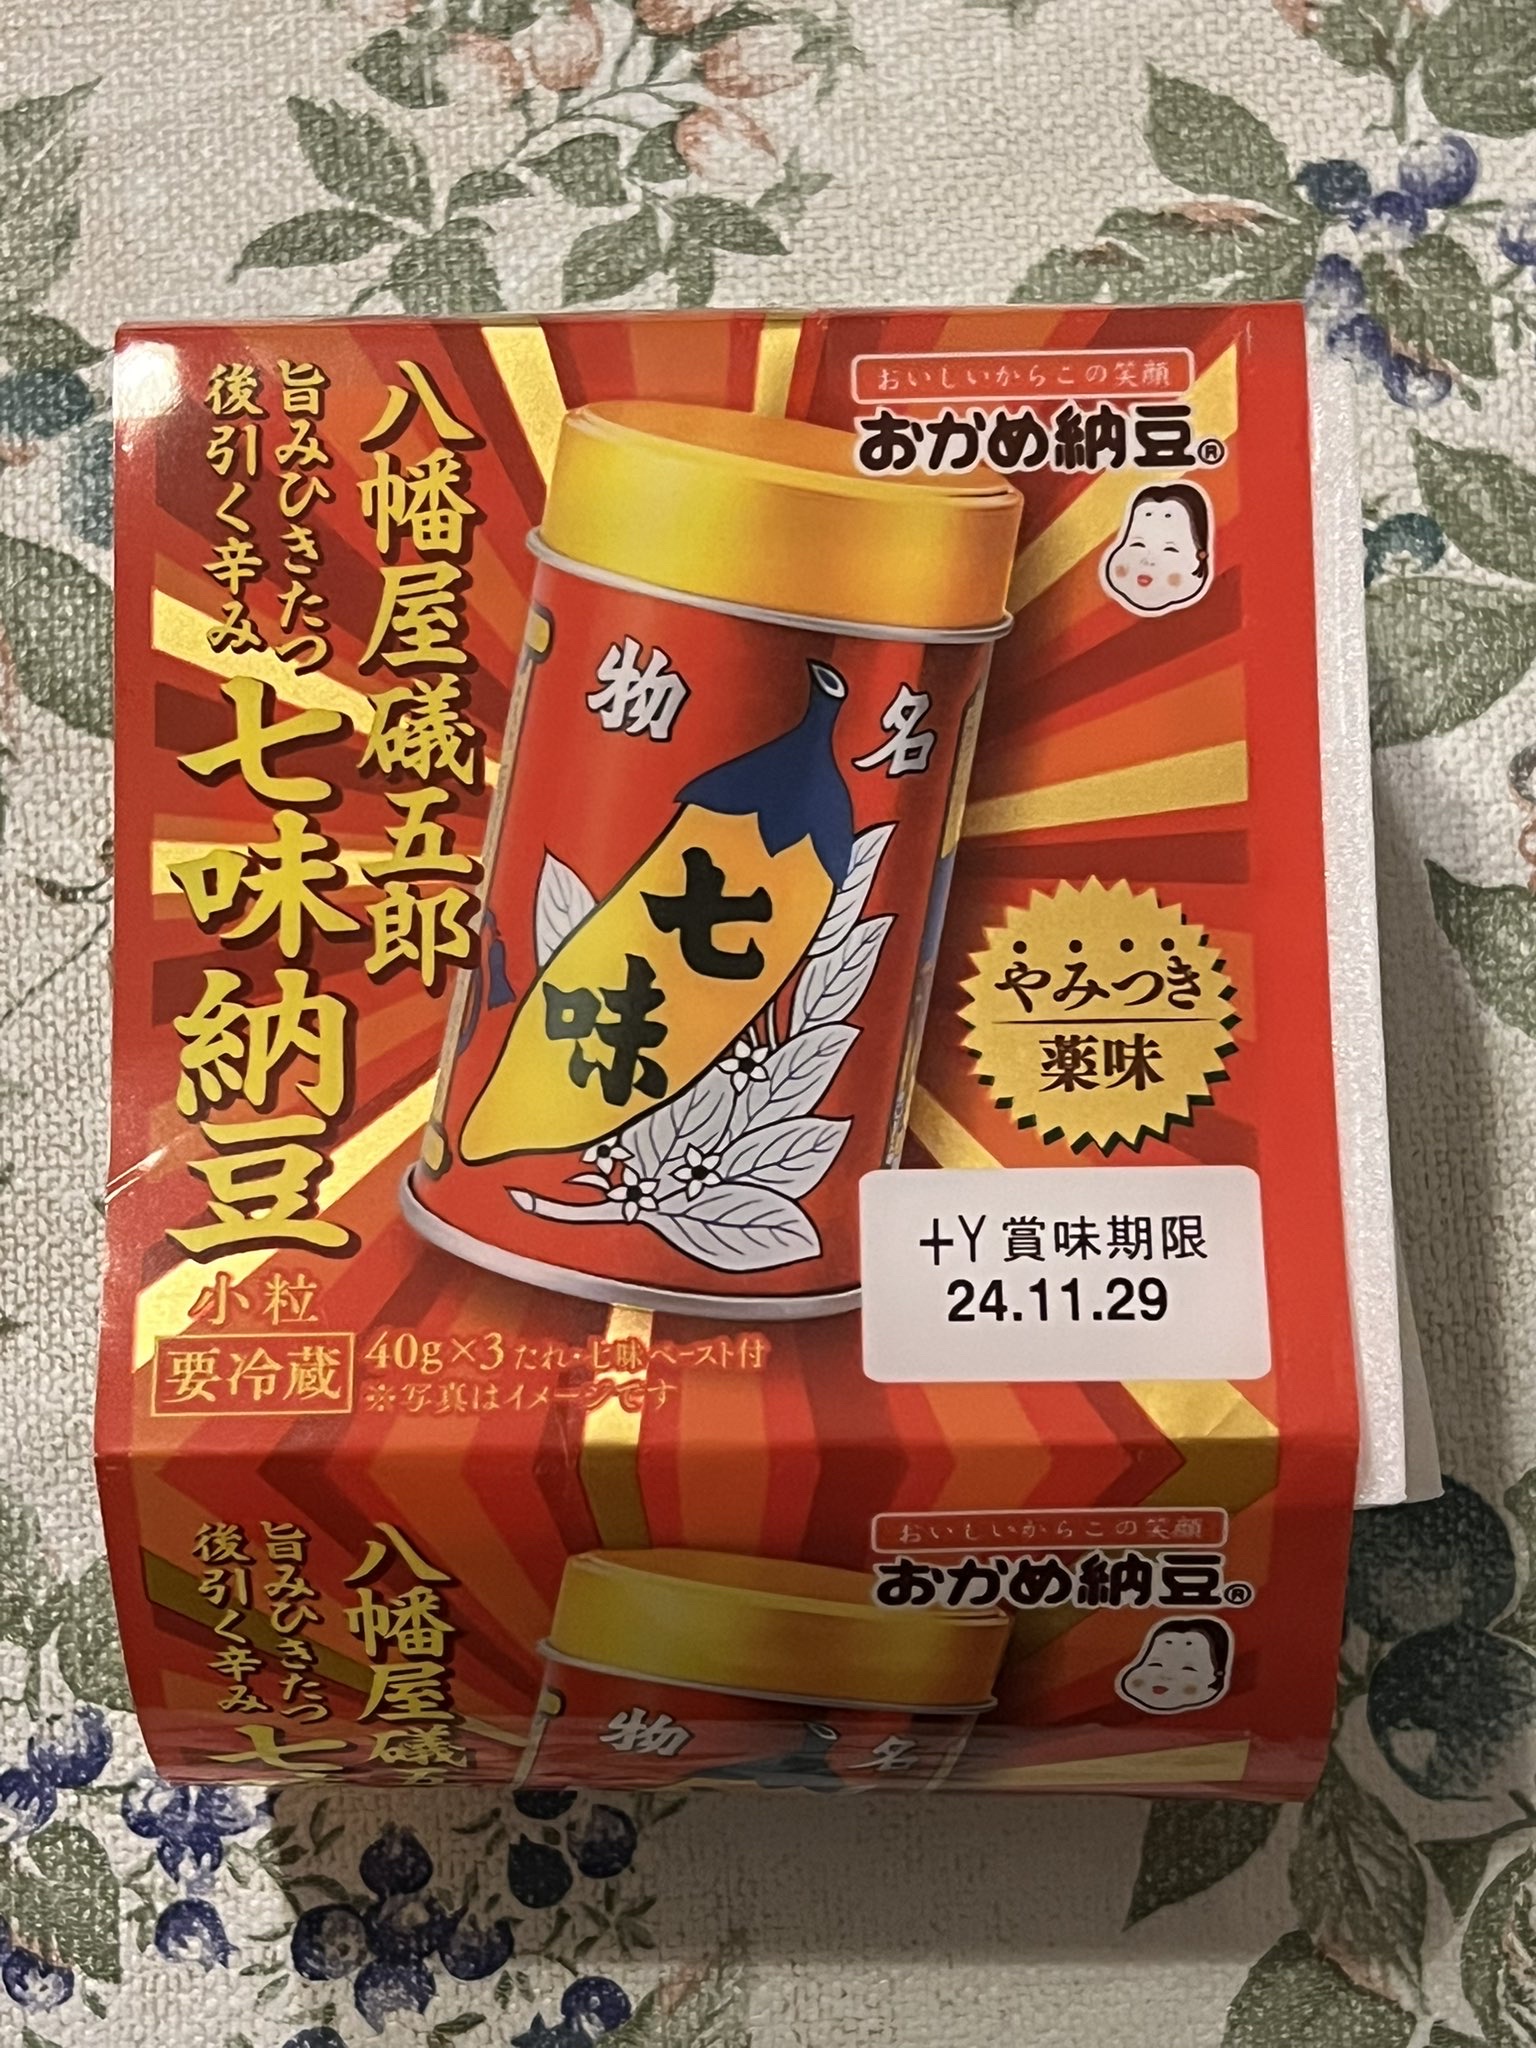 おいしいからこの笑顔
おかめ納豆®
八幡屋礒五郎
旨みひきたつ
後引く辛み
七味納豆
小粒
名物
七味
やみつき
薬味
+Y 賞味期限
24.11.29
要冷蔵
40g×3 たれ・七味ペースト付
※写真はイメージです
おいしいからこの笑顔
おかめ納豆®
八幡屋礒五
旨みひきたつ
後引く辛み
七
名物